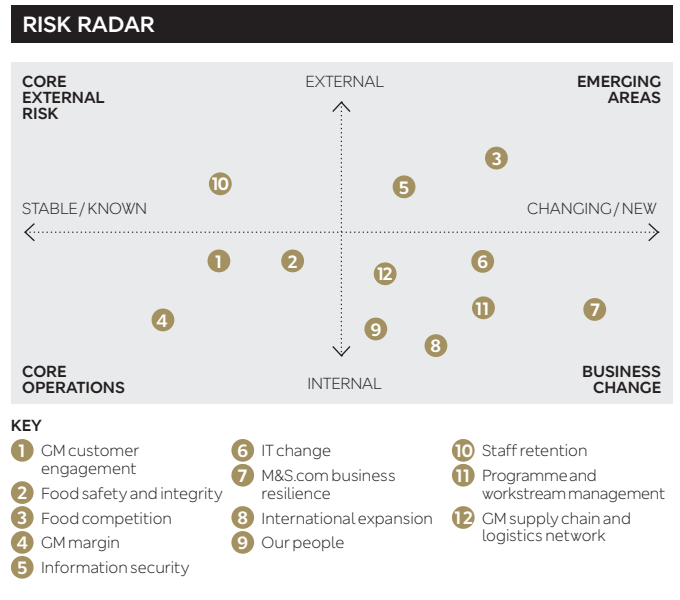 RISK RADAR
CORE
EXTERNAL
RISK
EXTERNAL
EMERGING
AREAS
3
10
5
STABLE/KNOWN
CHANGING/NEW
1
2
6
12
11
7
4
9
8
CORE
OPERATIONS
INTERNAL
BUSINESS
CHANGE
KEY
1 GM customer
engagement
2 Food safety and integrity
3 Food competition
4 GM margin
5 Information security
6 IT change
7 M&S.com business
resilience
8 International expansion
9 Our people
10 Staff retention
11 Programme and
workstream management
12 GM supply chain and
logistics network